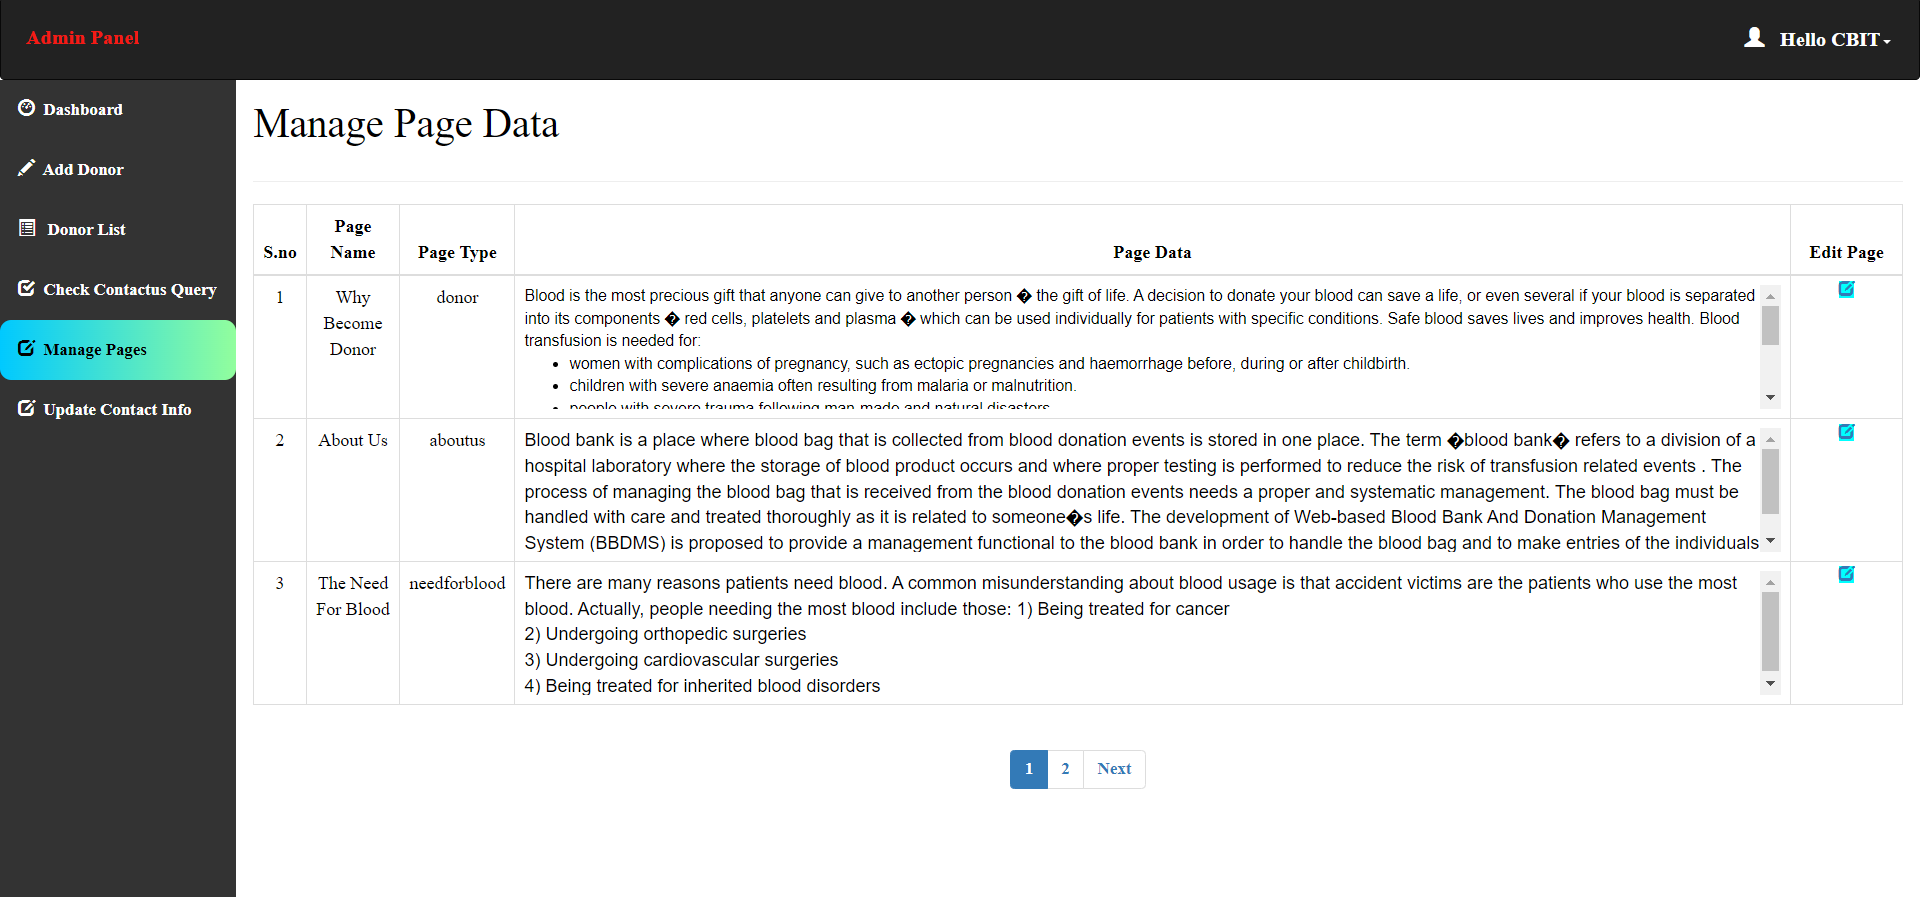 Admin Panel
Hello CBIT
Dashboard
Add Donor
Donor List
Check Contactus Query
Manage Pages
Update Contact Info
Manage Page Data
S.no
Page
Name
Page Type
Page Data
Edit Page
1
Why
Become
Donor
donor
Blood is the most precious gift that anyone can give to another person � the gift of life. A decision to donate your blood can save a life, or even several if your blood is separated
into its components � red cells, platelets and plasma � which can be used individually for patients with specific conditions. Safe blood saves lives and improves health. Blood
transfusion is needed for:
• women with complications of pregnancy, such as ectopic pregnancies and haemorrhage before, during or after childbirth.
• children with severe anaemia often resulting from malaria or malnutrition.
• people with severe trauma following man-made and natural disasters.
2
About Us
aboutus
Blood bank is a place where blood bag that is collected from blood donation events is stored in one place. The term �blood bank� refers to a division of a
hospital laboratory where the storage of blood product occurs and where proper testing is performed to reduce the risk of transfusion related events . The
process of managing the blood bag that is received from the blood donation events needs a proper and systematic management. The blood bag must be
handled with care and treated thoroughly as it is related to someone�s life. The development of Web-based Blood Bank And Donation Management
System (BBDMS) is proposed to provide a management functional to the blood bank in order to handle the blood bag and to make entries of the individuals
3
The Need
For Blood
needforblood
There are many reasons patients need blood. A common misunderstanding about blood usage is that accident victims are the patients who use the most
blood. Actually, people needing the most blood include those: 1) Being treated for cancer
2) Undergoing orthopedic surgeries
3) Undergoing cardiovascular surgeries
4) Being treated for inherited blood disorders
1
2
Next